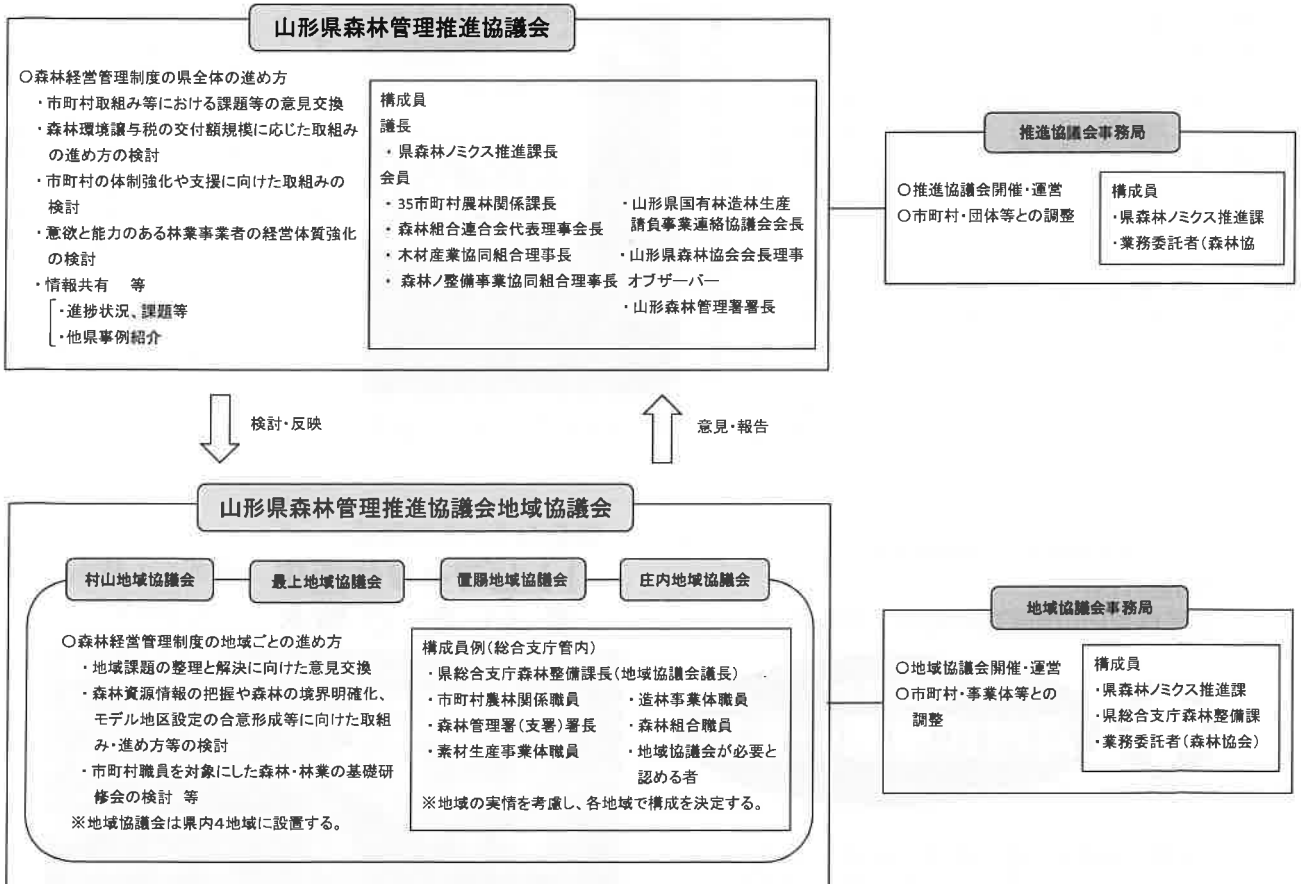 山形県森林管理推進協議会
○森林経営管理制度の県全体の進め方
・市町村取組み等における課題等の意見交換
・森林環境譲与税の交付額規模に応じた取組み
の進め方の検討
・市町村の体制強化や支援に向けた取組みの
検討
・意欲と能力のある林業事業者の経営体質強化
の検討
・情報共有 等
・進捗状況、課題等
・他県事例紹介
構成員
議長
・県森林ノミクス推進課長
会員
・35市町村農林関係課長
・森林組合連合会代表理事会長
・木材産業協同組合理事長
・森林ノ整備事業協同組合理事長
・山形県国有林造林生産
請負事業連絡協議会会長
・山形県森林協会会長理事
オブザーバー
・山形森林管理署署長
推進協議会事務局
○推進協議会開催・運営
○市町村・団体等との調整
構成員
・県森林ノミクス推進課
・業務委託者(森林協
検討・反映
意見・報告
山形県森林管理推進協議会地域協議会
村山地域協議会
最上地域協議会
置賜地域協議会
庄内地域協議会
○森林経営管理制度の地域ごとの進め方
・地域課題の整理と解決に向けた意見交換
・森林資源情報の把握や森林の境界明確化、
モデル地区設定の合意形成等に向けた取組
み・進め方等の検討
・市町村職員を対象にした森林・林業の基礎研
修会の検討 等
※地域協議会は県内4地域に設置する。
構成員例(総合支庁管内)
・県総合支庁森林整備課長(地域協議会議長)
・市町村農林関係職員
・森林管理署(支署)署長
・素材生産事業体職員
・造林事業体職員
・森林組合職員
・地域協議会が必要と
認める者
※地域の実情を考慮し、各地域で構成を決定する。
地域協議会事務局
○地域協議会開催・運営
○市町村・事業体等との
調整
構成員
・県森林ノミクス推進課
・県総合支庁森林整備課
・業務委託者(森林協会)